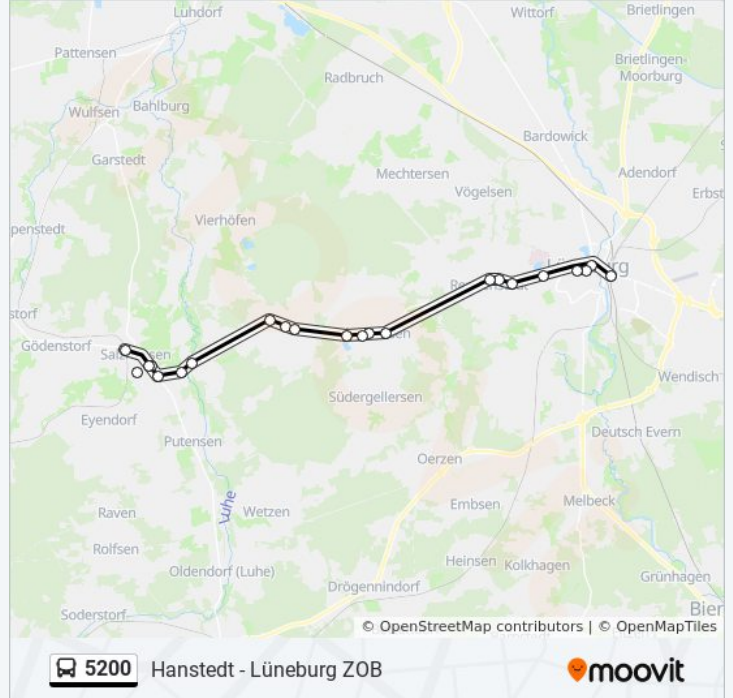 Luhdorf
Wittorf
Brietlingen
Pattensen
Radbruch
Brietlingen-
Moorburg
Wulfsen
Bahlburg
Bardowick
Garstedt
Mechtersen
Adendorf
Vögelsen
Erbst
Vierhöfen
penstedt
storf
Gödenstorf
Wendisch
Südergellersen
Eyendorf
Deutsch Evern
Putensen
Oerzen
Luhe
Embsen
Melbeck
Raven
Wetzen
Rolfsen
Heinsen
Kolkhagen
Oldendorf (Luhe)
Grünhagen
Drögennindorf
Soderstorf
Bien
© OpenStreetMap contributors | © OpenMapTiles
5200 Hanstedt - Lüneburg ZOB
moovit